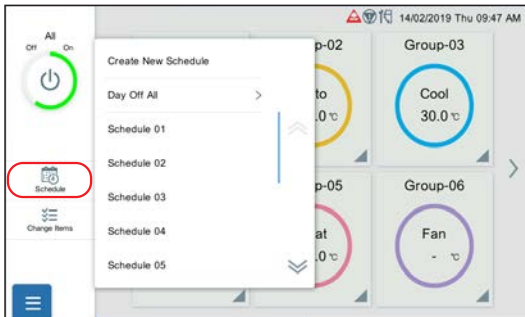 14/02/2019 Thu 09:47 AM
All
Off On
Schedule
Change Items
Create New Schedule
Day Off All
Schedule 01
Schedule 02
Schedule 03
Schedule 04
Schedule 05
p-02
to
.0 ℃
Group-03
Cool
30.0 ℃
p-05
at
.0 ℃
Group-06
Fan
- ℃